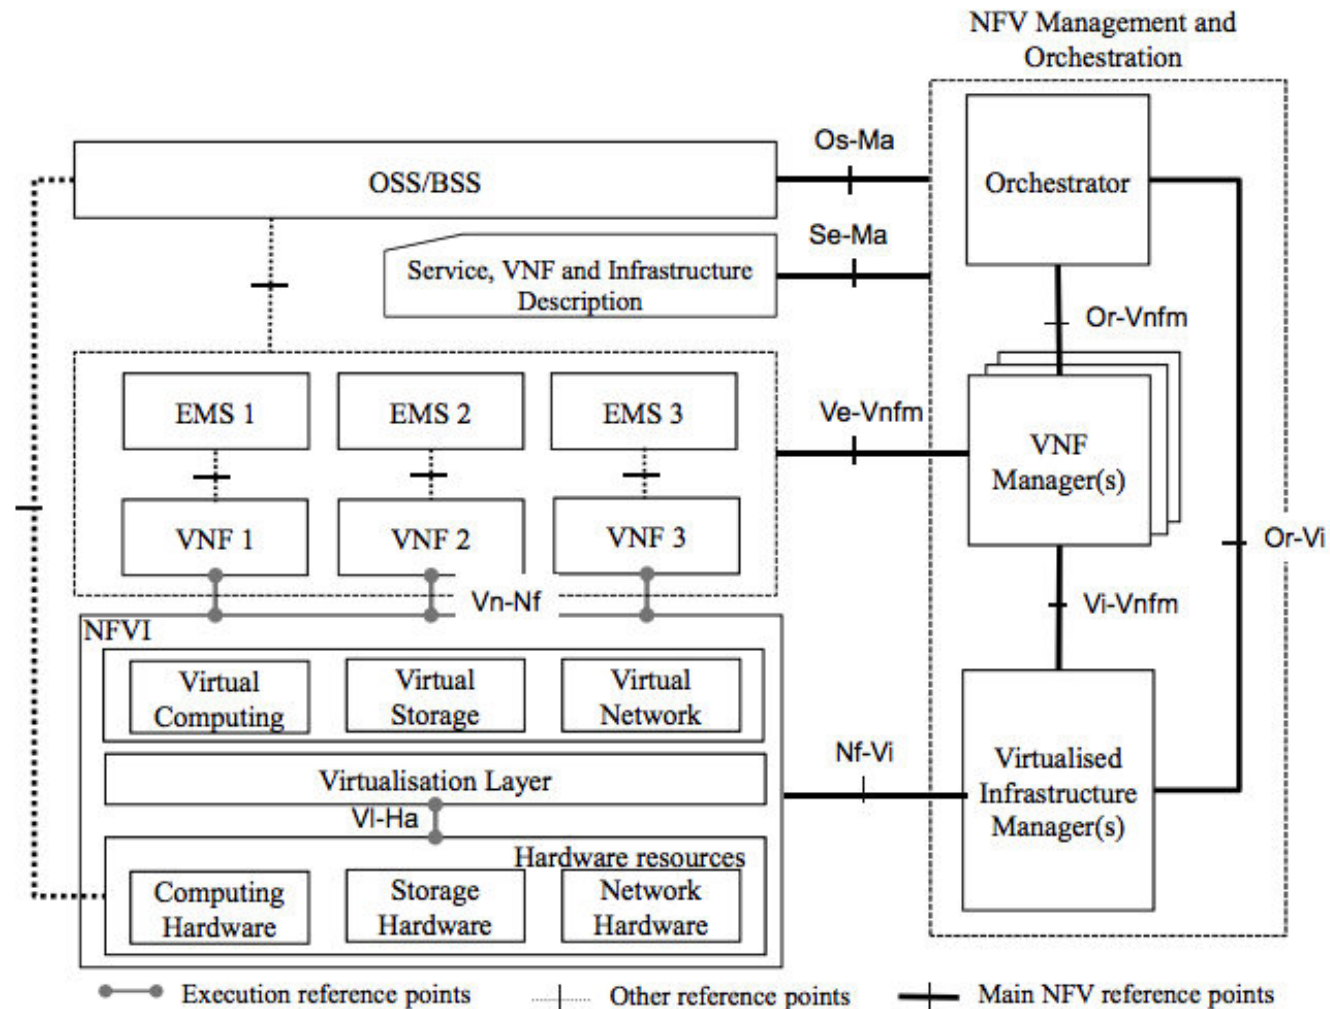 NFV Management and
Orchestration
Os-Ma
OSS/BSS
Orchestrator
Se-Ma
Service, VNF and Infrastructure
Description
Or-Vnfm
EMS 1
EMS 2
EMS 3
Ve-Vnfm
VNF
Manager(s)
VNF 1
VNF 2
VNF 3
Or-Vi
Vn-Nf
Vi-Vnfm
NFVI
Virtual
Computing
Virtual
Storage
Virtual
Network
Nf-Vi
Virtualised
Infrastructure
Manager(s)
Virtualisation Layer
Vl-Ha
Hardware resources
Computing
Hardware
Storage
Hardware
Network
Hardware
Execution reference points
Other reference points
Main NFV reference points